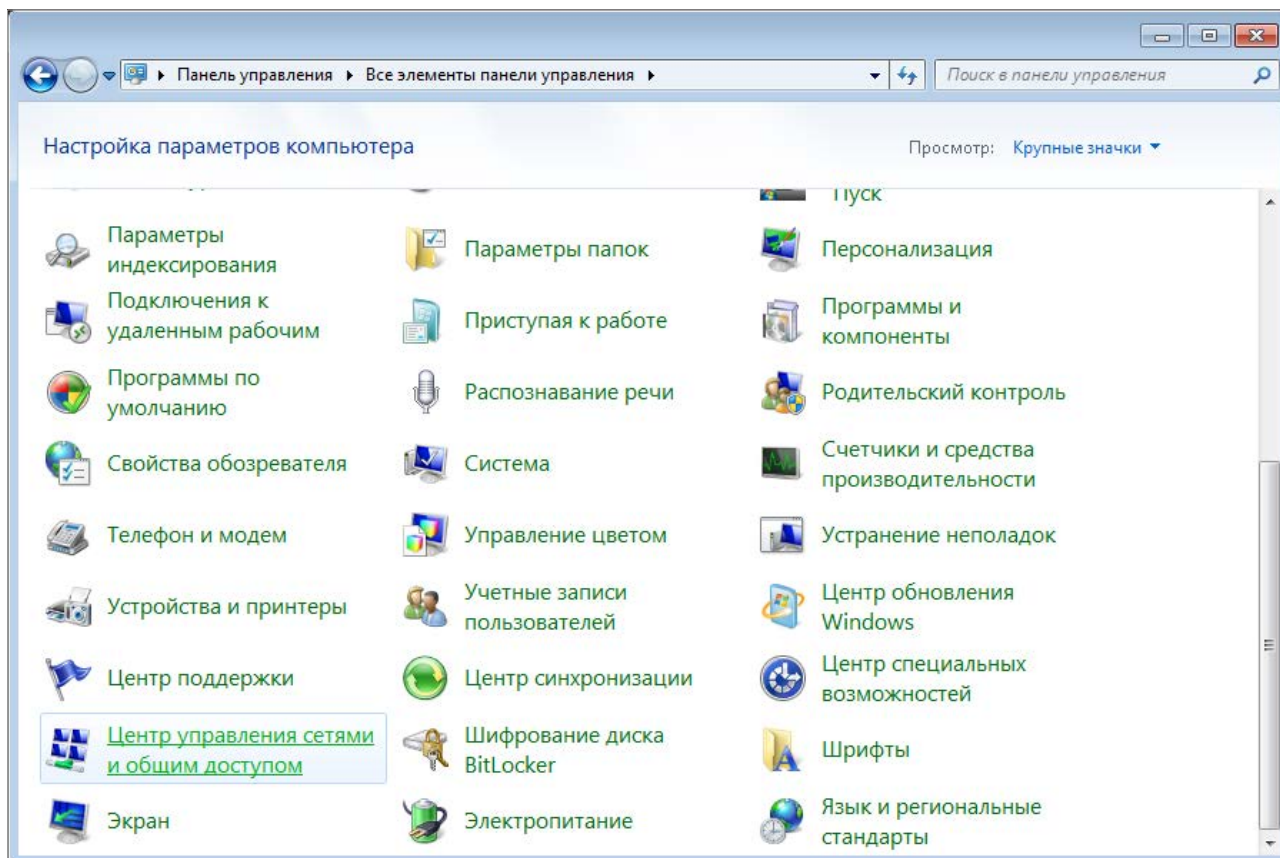 Панель управления ▸ Все элементы панели управления ▸
Поиск в панели управления
Настройка параметров компьютера
Просмотр: Крупные значки
Пуск
Параметры
индексирования
Параметры папок
Персонализация
Подключения к
удаленным рабочим
Приступая к работе
Программы и
компоненты
Программы по
умолчанию
Распознавание речи
Родительский контроль
Свойства обозревателя
Система
Счетчики и средства
производительности
Телефон и модем
Управление цветом
Устранение неполадок
Устройства и принтеры
Учетные записи
пользователей
Центр обновления
Windows
Центр поддержки
Центр синхронизации
Центр специальных
возможностей
Центр управления сетями
и общим доступом
Шифрование диска
BitLocker
Шрифты
Экран
Электропитание
Язык и региональные
стандарты